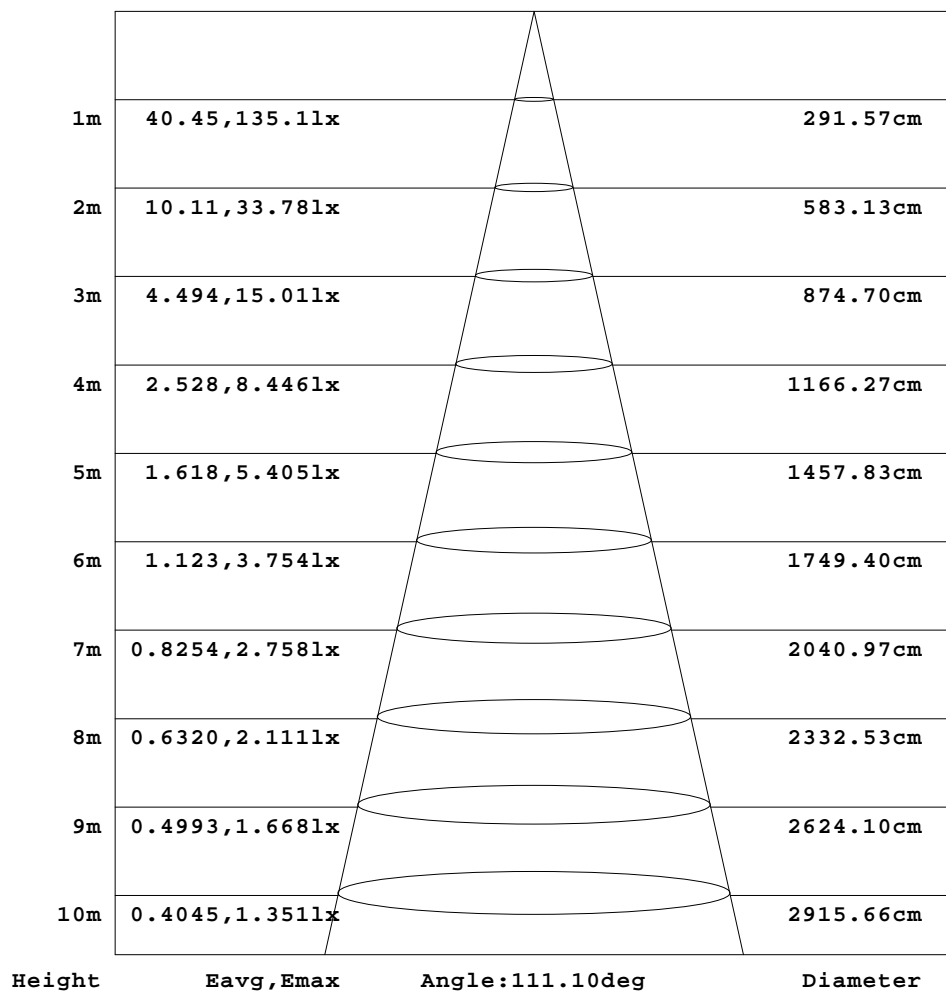 1m 40.45,135.1lx 291.57cm
2m 10.11,33.78lx 583.13cm
3m 4.494,15.01lx 874.70cm
4m 2.528,8.446lx 1166.27cm
5m 1.618,5.405lx 1457.83cm
6m 1.123,3.754lx 1749.40cm
7m 0.8254,2.758lx 2040.97cm
8m 0.6320,2.111lx 2332.53cm
9m 0.4993,1.668lx 2624.10cm
10m 0.4045,1.351lx 2915.66cm
Height Eavg,Emax Angle:111.10deg Diameter